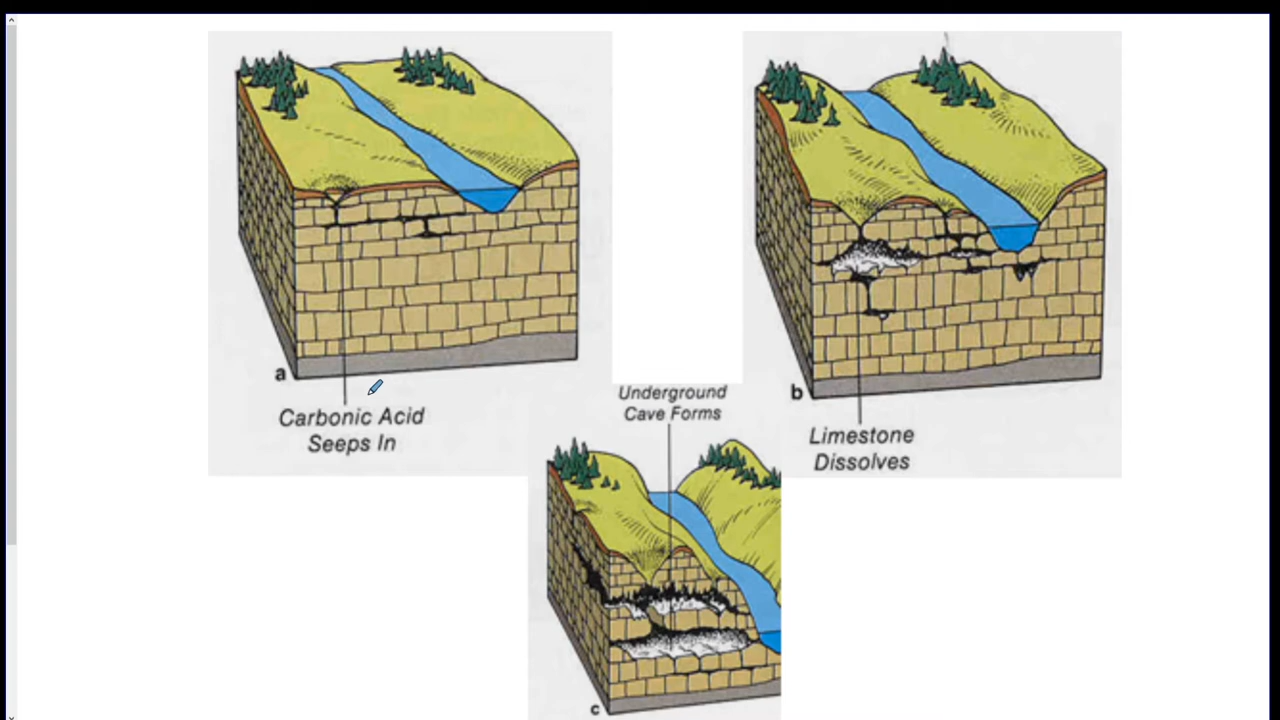 a
Carbonic Acid
Seeps In
b
Limestone
Dissolves
Underground
Cave Forms
c